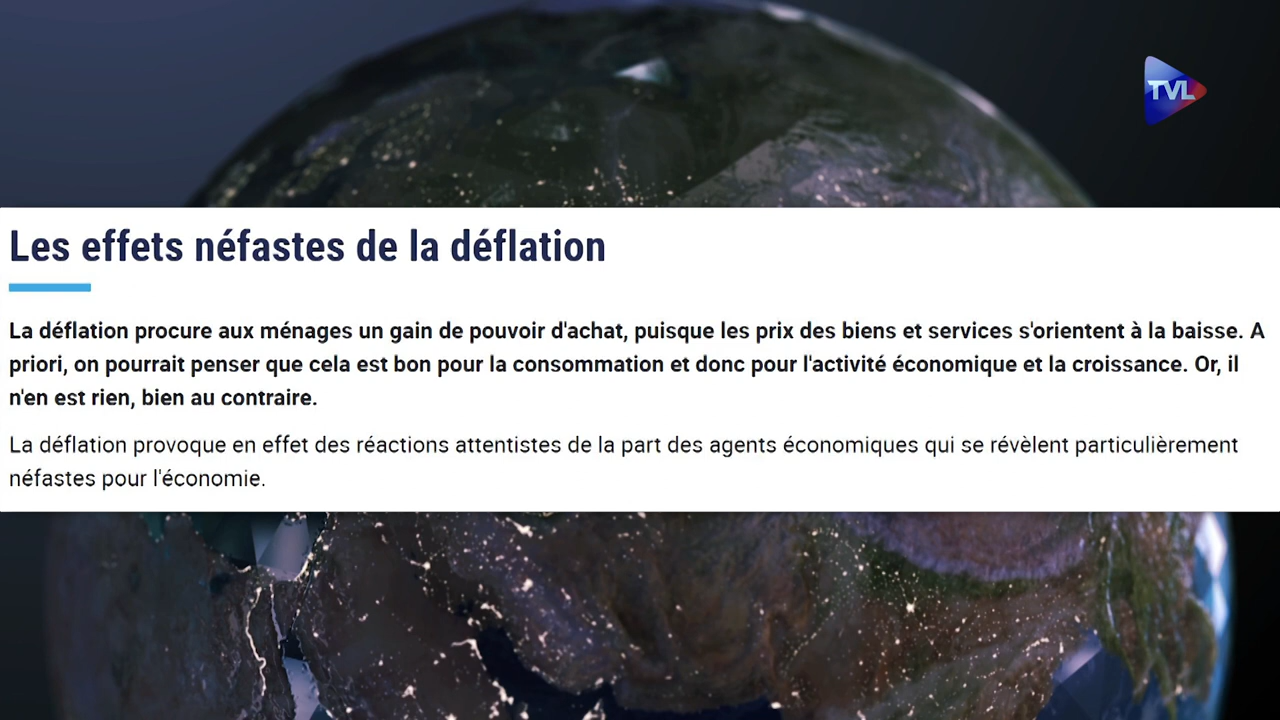 TVL
Les effets néfastes de la déflation
La déflation procure aux ménages un gain de pouvoir d'achat, puisque les prix des biens et services s'orientent à la baisse. A
priori, on pourrait penser que cela est bon pour la consommation et donc pour l'activité économique et la croissance. Or, il
n'en est rien, bien au contraire.
La déflation provoque en effet des réactions attentistes de la part des agents économiques qui se révèlent particulièrement
néfastes pour l'économie.